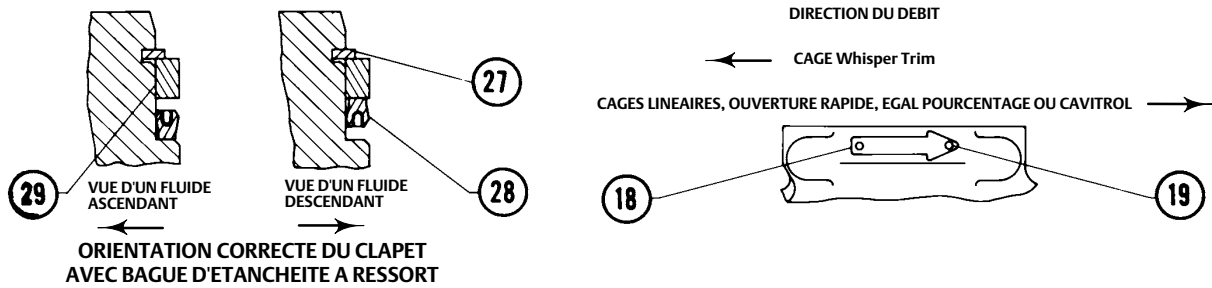 27
29
28
VUE D'UN FLUIDE
ASCENDANT
VUE D'UN FLUIDE
DESCENDANT
ORIENTATION CORRECTE DU CLAPET
AVEC BAGUE D'ETANCHEITE A RESSORT
DIRECTION DU DEBIT
CAGE Whisper Trim
CAGES LINEAIRES, OUVERTURE RAPIDE, EGAL POURCENTAGE OU CAVITROL
18
19